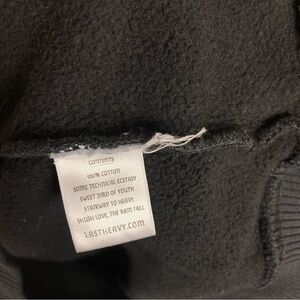 CONTENTS
100% COTTON
SOME TECHNICAL ECSTASY
SWEET BIRD OF YOUTH
STAIRWAY TO HEAVY
SHUSH LOVE, THE RAIN FALL
LASTHEAVY.COM